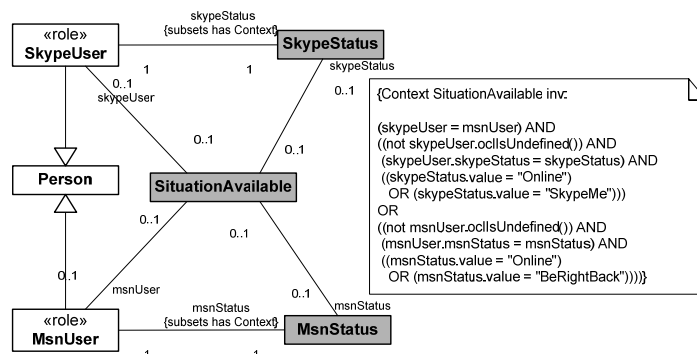 skypeStatus
{subsets has Context}
«role»
SkypeUser
SkypeStatus
1
1
skypeStatus
0..1
skypeUser
0..1
0..1
0..1
Person
SituationAvailable
0..1
0..1
0..1
msnUser
0..1
msnStatus
msnStatus
{subsets has Context}
«role»
MsnUser
MsnStatus
1
1
{Context SituationAvailable inv:
(skypeUser = msnUser) AND
((not skypeUser.oclIsUndefined()) AND
(skypeUser.skypeStatus = skypeStatus) AND
((skypeStatus.value = "Online")
OR (skypeStatus.value = "SkypeMe")))
OR
((not msnUser.oclIsUndefined()) AND
(msnUser.msnStatus = msnStatus) AND
((msnStatus.value = "Online")
OR (msnStatus.value = "BeRightBack"))))}